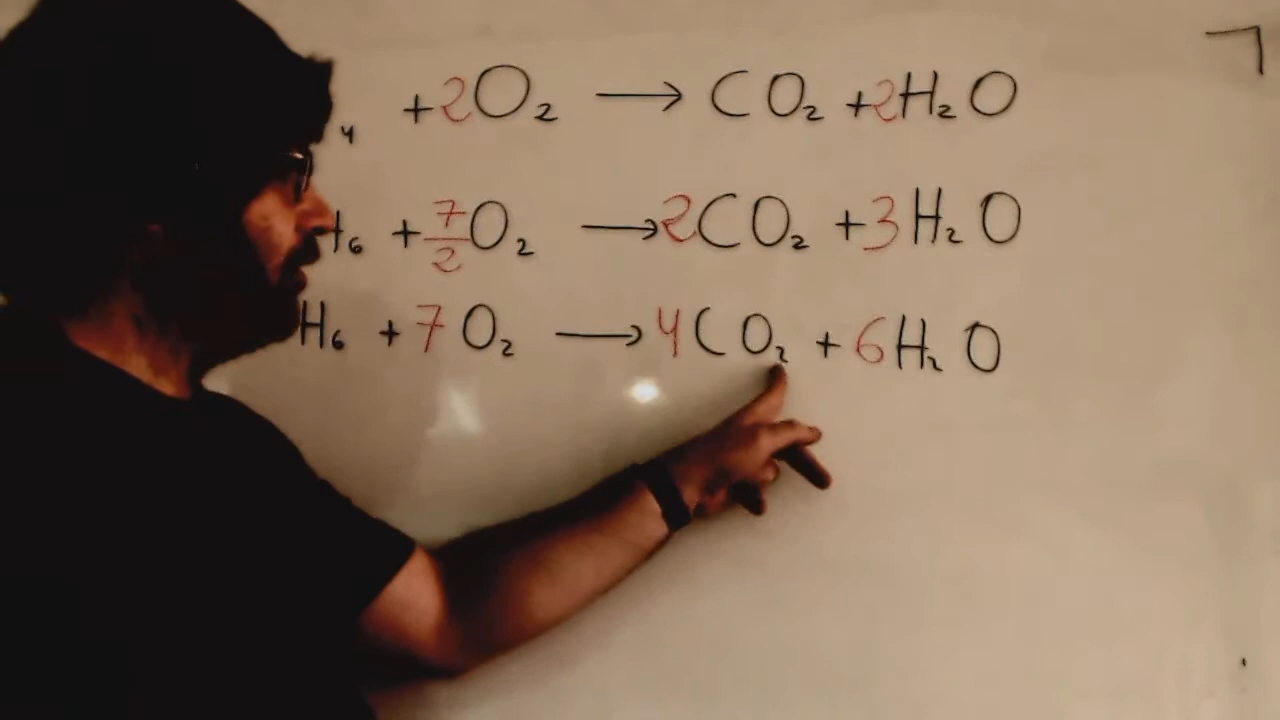 ₄ + 2O₂ → CO₂ + 2H₂O
H₆ + 7/2 O₂ → 2CO₂ + 3H₂O
H₆ + 7O₂ → 4CO₂ + 6H₂O